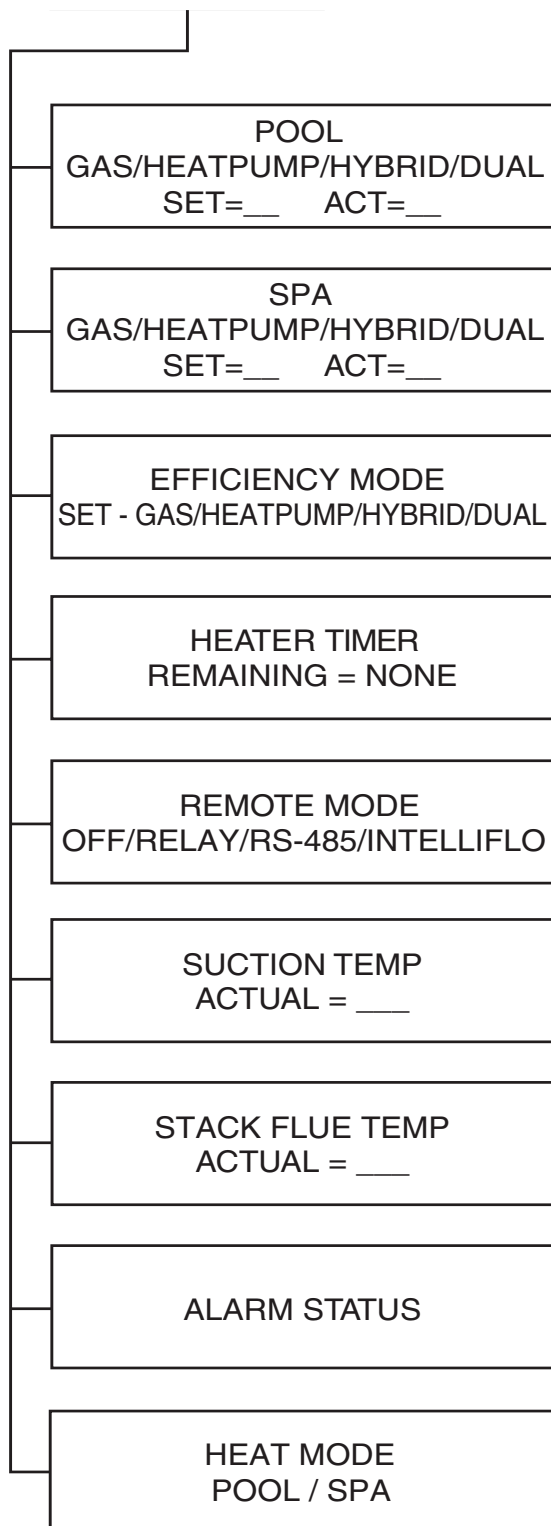 POOL
GAS/HEATPUMP/HYBRID/DUAL
SET=__ ACT=__
SPA
GAS/HEATPUMP/HYBRID/DUAL
SET=__ ACT=__
EFFICIENCY MODE
SET - GAS/HEATPUMP/HYBRID/DUAL
HEATER TIMER
REMAINING = NONE
REMOTE MODE
OFF/RELAY/RS-485/INTELLIFLO
SUCTION TEMP
ACTUAL = ___
STACK FLUE TEMP
ACTUAL = ___
ALARM STATUS
HEAT MODE
POOL / SPA